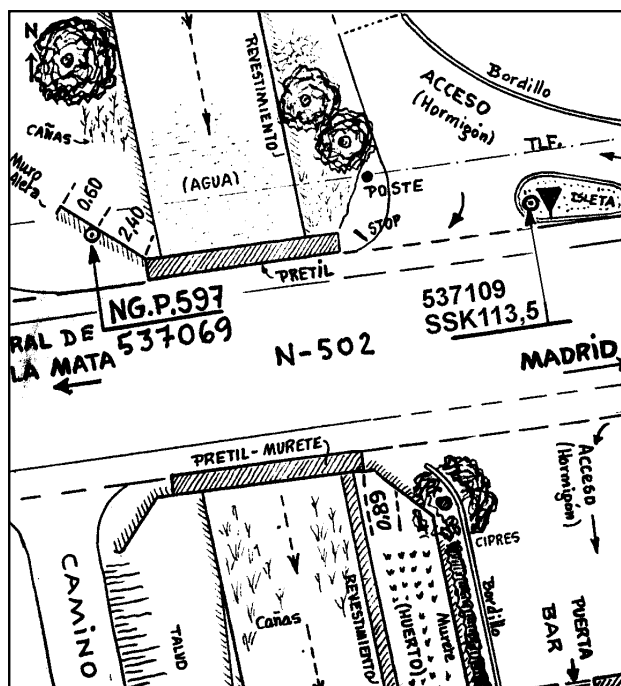 N
REVESTIMIENTO
ACCESO
(Hormigón)
Bordillo
CAÑAS
TLF.
Muro
Aleta
0.60
2,40
(AGUA)
POSTE
STOP
ISLETA
PRETIL
NG.P.597
537069
537109
SSK113,5
RAL DE
LA MATA
N-502
MADRID
PRETIL-MURETE
Acceso
(Hormigón)
0,89
CIPRES
CAMINO
TALUD
Cañas
REVESTIMIENTO
(HUERTO)
Murete
Bordillo
PUERTA
BAR